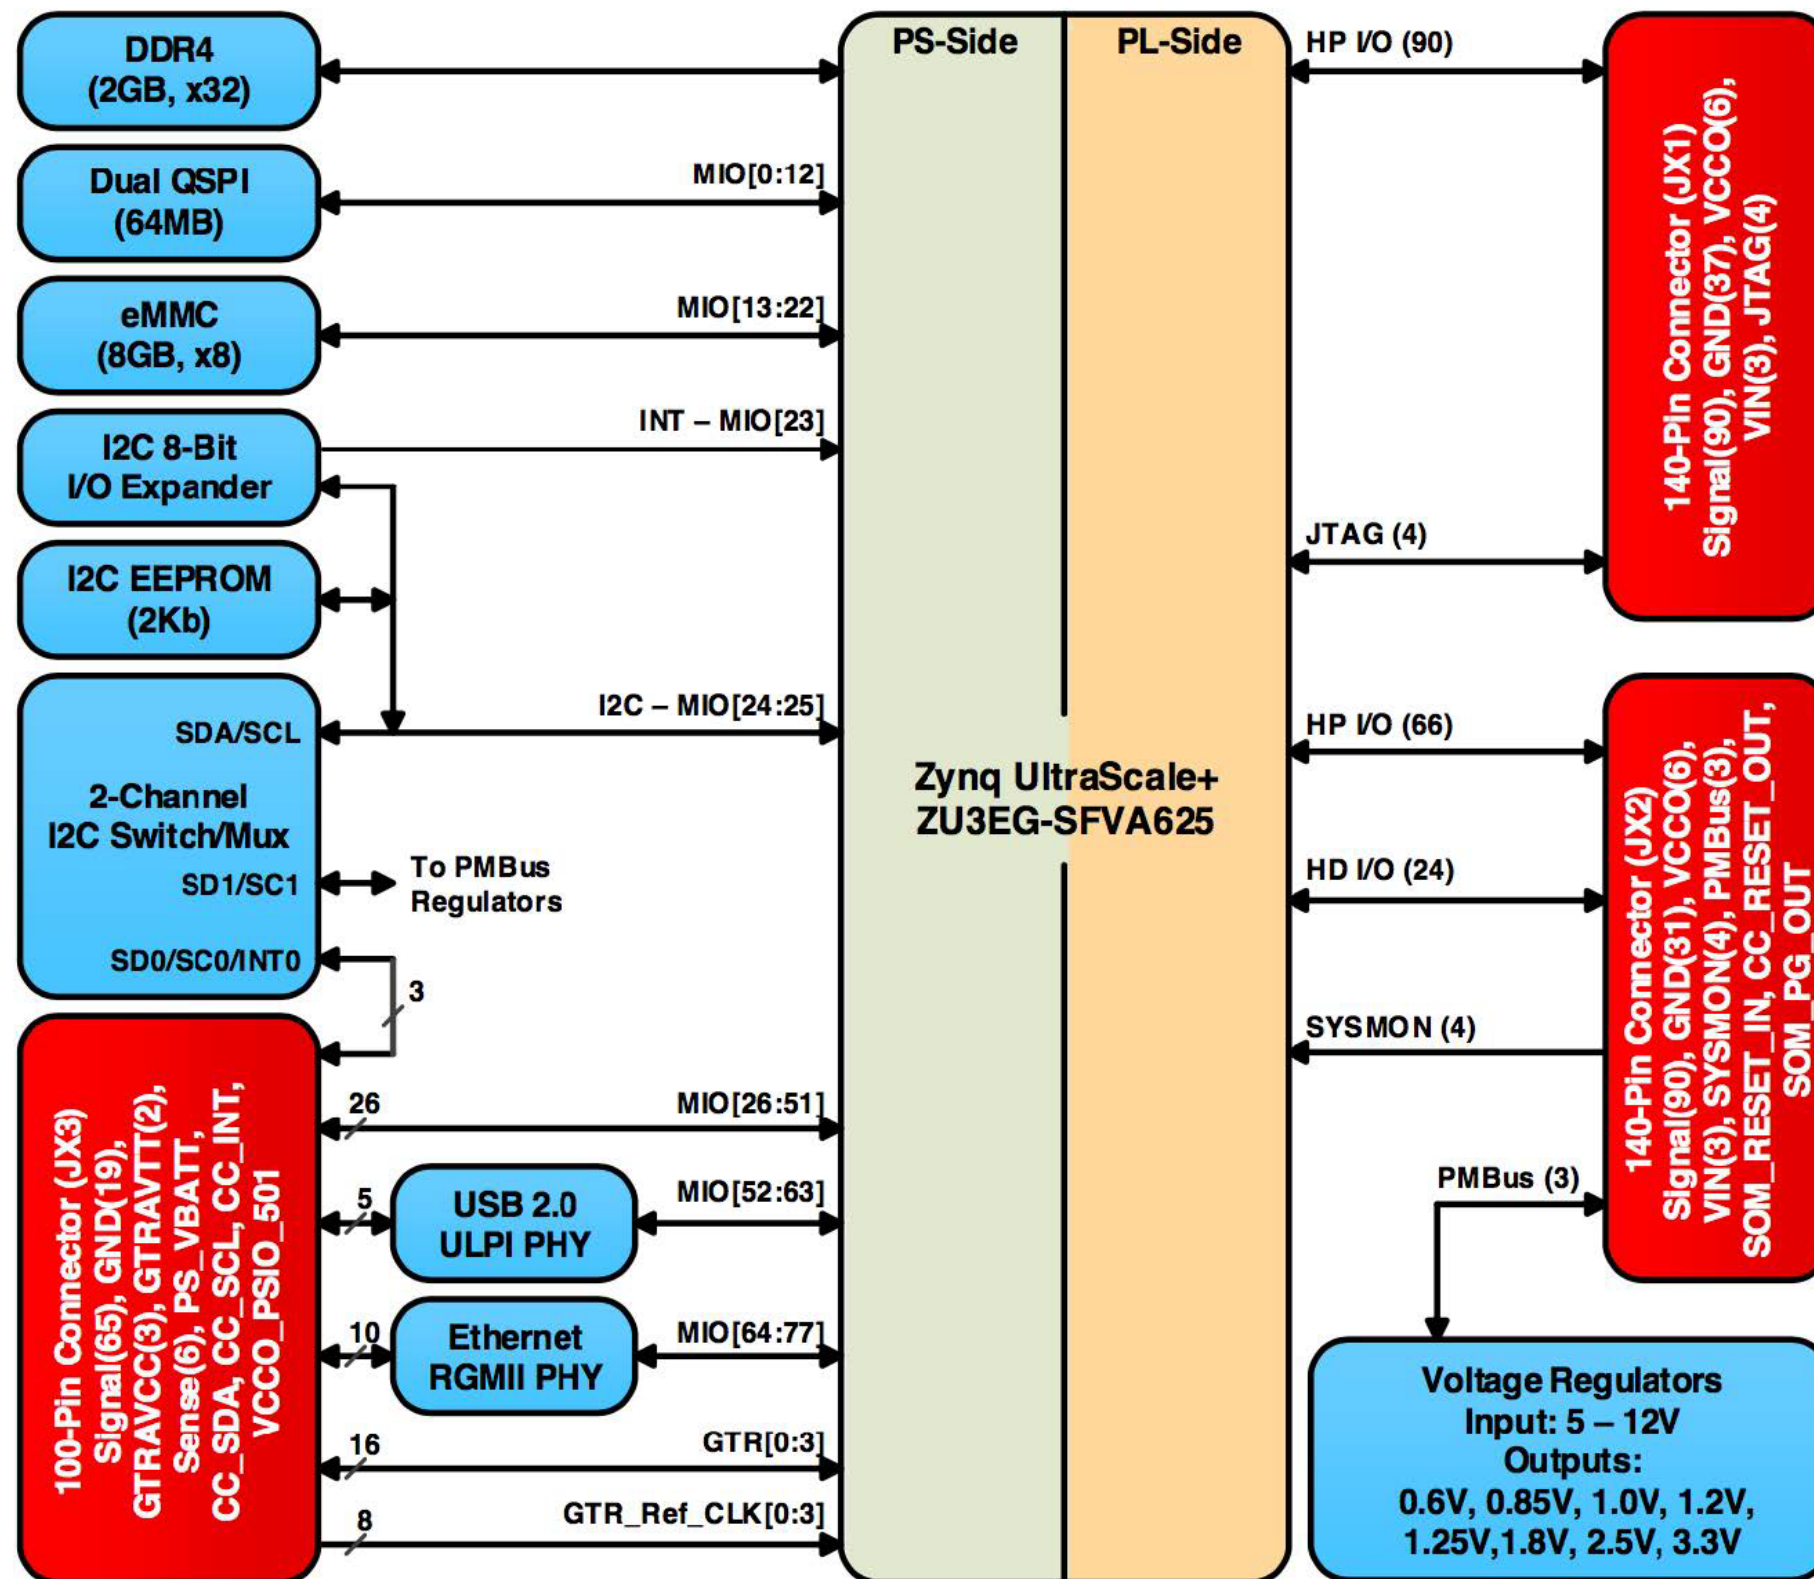 DDR4
(2GB, x32)
Dual QSPI
(64MB)
MIO[0:12]
eMMC
(8GB, x8)
MIO[13:22]
I2C 8-Bit
I/O Expander
INT – MIO[23]
I2C EEPROM
(2Kb)
SDA/SCL
I2C – MIO[24:25]
2-Channel
I2C Switch/Mux
SD1/SC1
To PMBus
Regulators
SD0/SC0/INT0
3
100-Pin Connector (JX3)
Signal(65), GND(19),
GTRAVCC(3), GTRAVTT(2),
Sense(6), PS_VBATT,
CC_SDA, CC_SCL, CC_INT,
VCCO_PSIO_501
26
MIO[26:51]
5
USB 2.0
ULPI PHY
MIO[52:63]
10
Ethernet
RGMII PHY
MIO[64:77]
16
GTR[0:3]
8
GTR_Ref_CLK[0:3]
PS-Side
PL-Side
Zynq UltraScale+
ZU3EG-SFVA625
HP I/O (90)
JTAG (4)
140-Pin Connector (JX1)
Signal(90), GND(37), VCCO(6),
VIN(3), JTAG(4)
HP I/O (66)
HD I/O (24)
SYSMON (4)
PMBus (3)
140-Pin Connector (JX2)
Signal(90), GND(31), VCCO(6),
VIN(3), SYSMON(4), PMBus(3),
SOM_RESET_IN, CC_RESET_OUT,
SOM_PG_OUT
Voltage Regulators
Input: 5 – 12V
Outputs:
0.6V, 0.85V, 1.0V, 1.2V,
1.25V,1.8V, 2.5V, 3.3V